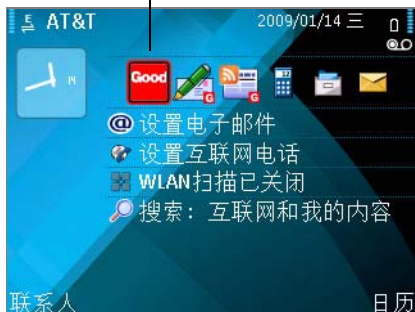 E AT&T 2009/01/14 三
14
Good G G
@ 设置电子邮件
设置互联网电话
WLAN扫描已关闭
搜索：互联网和我的内容
联系人 日历